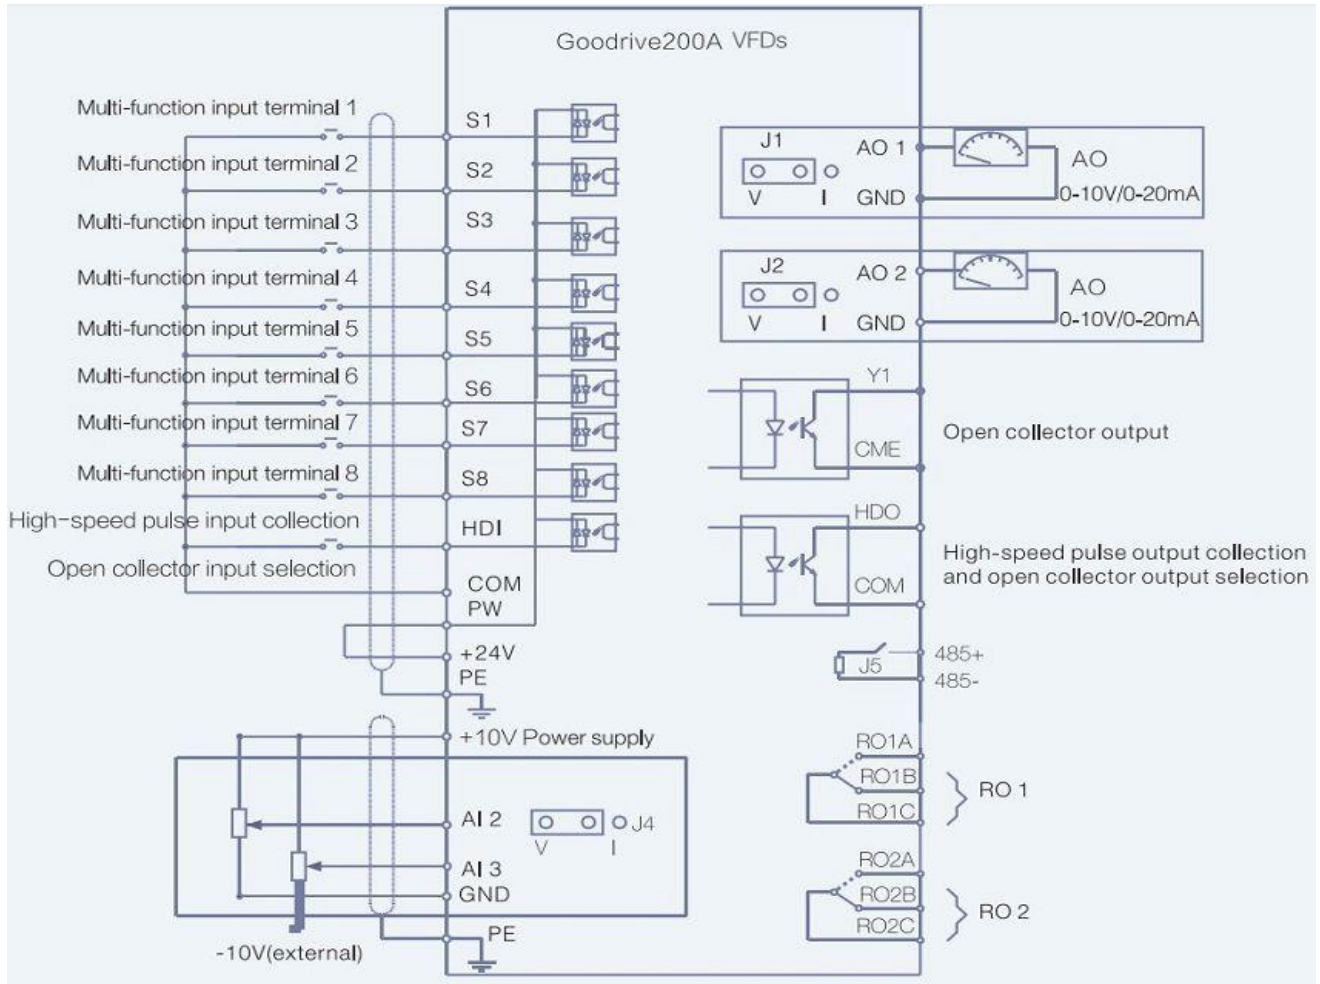 Goodrive200A VFDs
Multi-function input terminal 1
S1
Multi-function input terminal 2
S2
Multi-function input terminal 3
S3
Multi-function input terminal 4
S4
Multi-function input terminal 5
S5
Multi-function input terminal 6
S6
Multi-function input terminal 7
S7
Multi-function input terminal 8
S8
High-speed pulse input collection
HDI
Open collector input selection
COM
PW
+24V
PE
+10V Power supply
AI 2
J4
V I
AI 3
GND
PE
-10V(external)
J1
AO 1
V I
GND
AO
0-10V/0-20mA
J2
AO 2
V I
GND
AO
0-10V/0-20mA
Y1
CME
Open collector output
HDO
COM
High-speed pulse output collection
and open collector output selection
J5
485+
485-
RO1A
RO1B
RO1C
RO 1
RO2A
RO2B
RO2C
RO 2